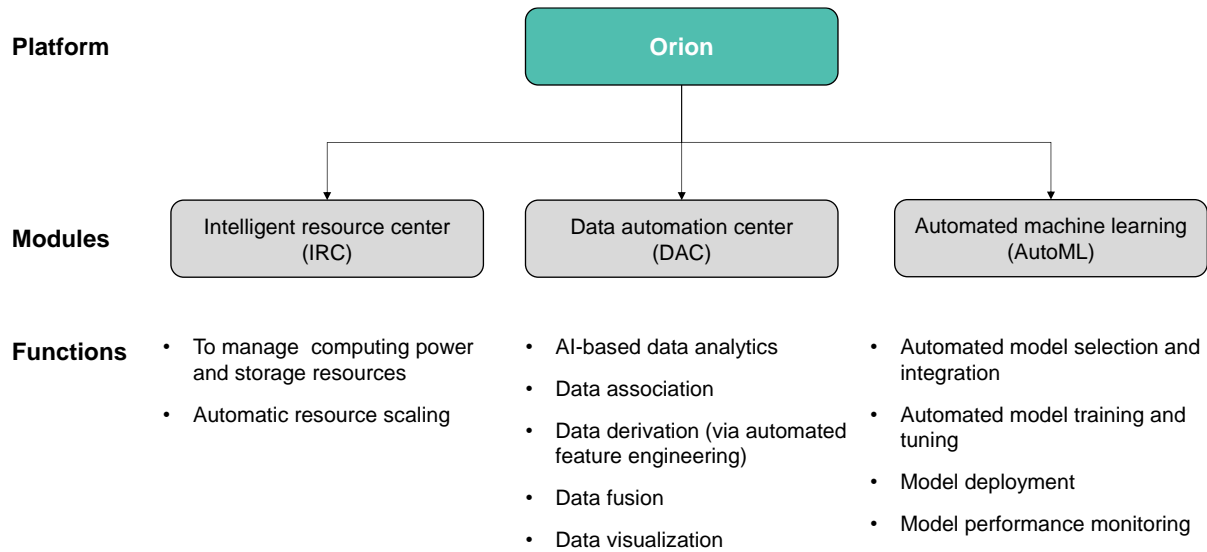 Platform
Orion
Modules
Intelligent resource center
(IRC)
Data automation center
(DAC)
Automated machine learning
(AutoML)
Functions
• To manage computing power
and storage resources
• Automatic resource scaling
• AI-based data analytics
• Data association
• Data derivation (via automated
feature engineering)
• Data fusion
• Data visualization
• Automated model selection and
integration
• Automated model training and
tuning
• Model deployment
• Model performance monitoring